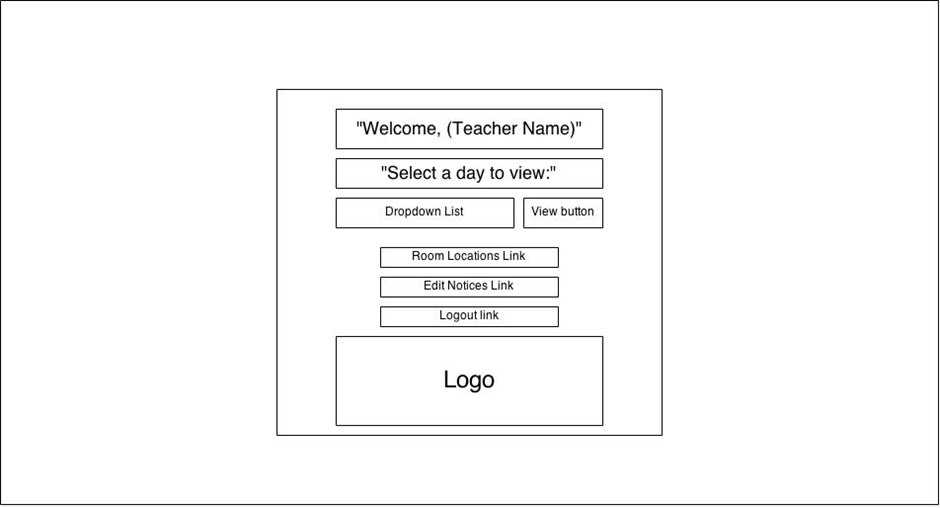 "Welcome, (Teacher Name)"
"Select a day to view:"
Dropdown List
View button
Room Locations Link
Edit Notices Link
Logout link
Logo